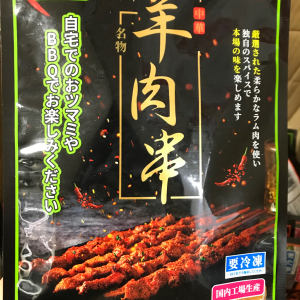 厳選された柔らかなラム肉を使い
独自のスパイスで
本場の味を楽しめます
中華
羊肉串
名物
自宅でのおツマミや
BBQでお楽しみください
要冷凍
国内工場生産